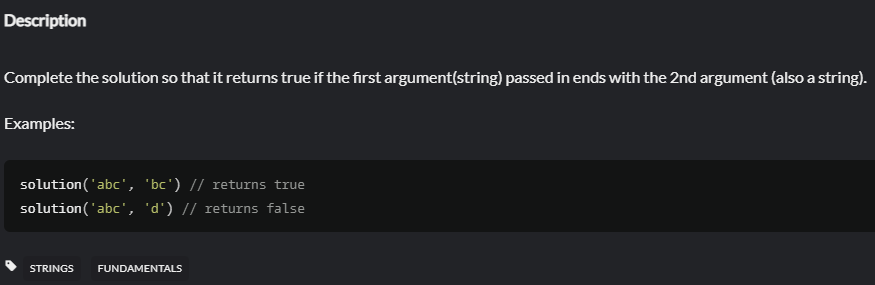 Description
Complete the solution so that it returns true if the first argument(string) passed in ends with the 2nd argument (also a string).
Examples:
solution('abc', 'bc') // returns true
solution('abc', 'd') // returns false
STRINGS FUNDAMENTALS